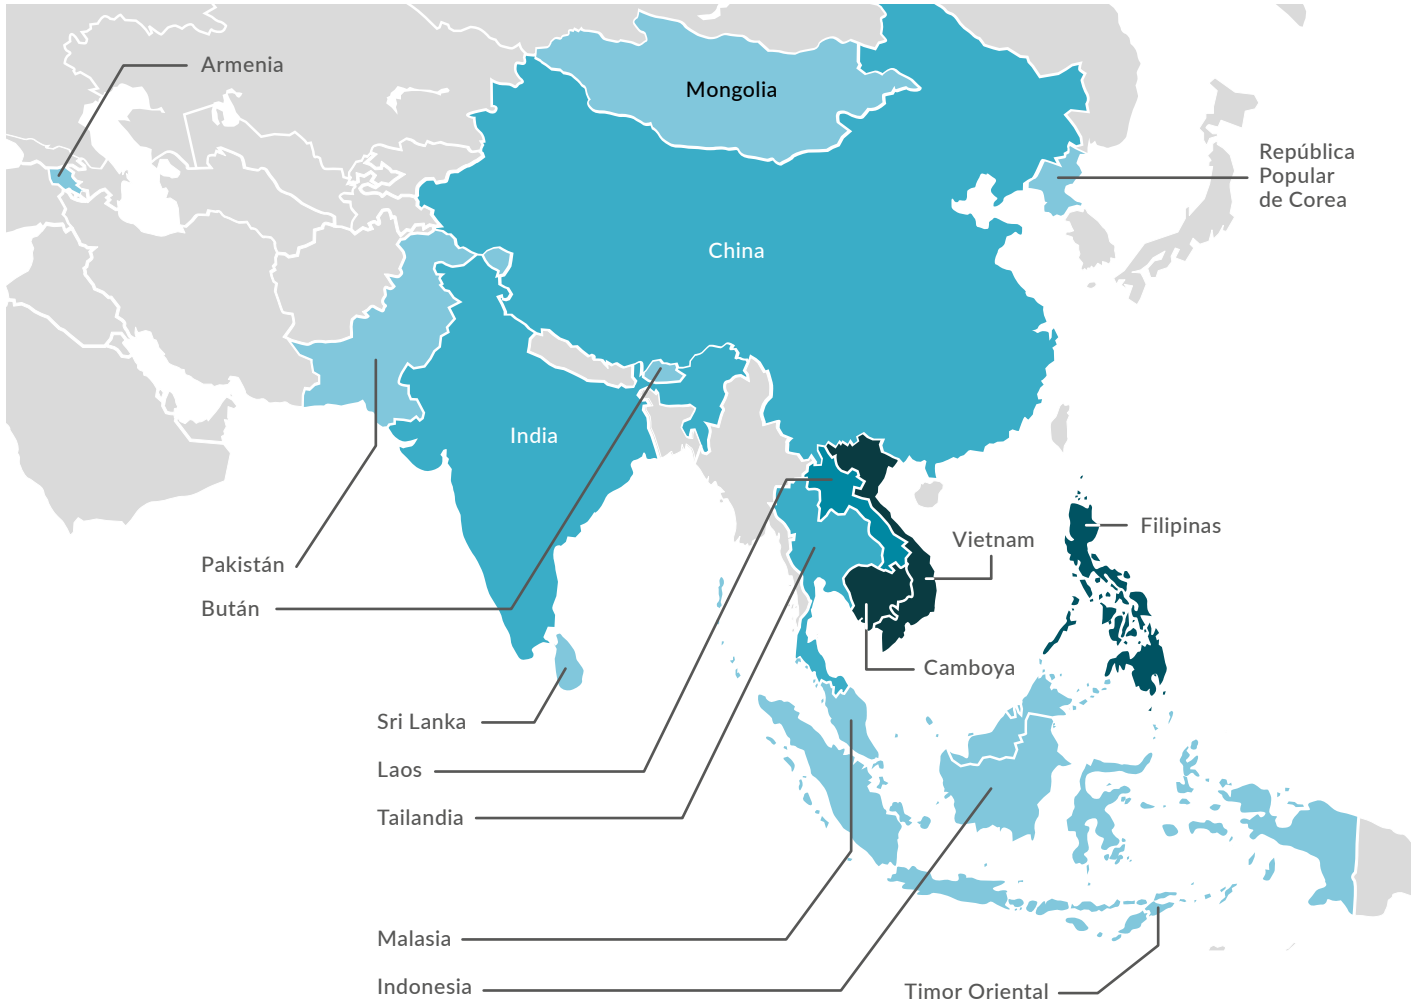 Armenia
Mongolia
República
Popular
de Corea
China
India
Filipinas
Vietnam
Pakistán
Bután
Camboya
Sri Lanka
Laos
Tailandia
Malasia
Indonesia
Timor Oriental